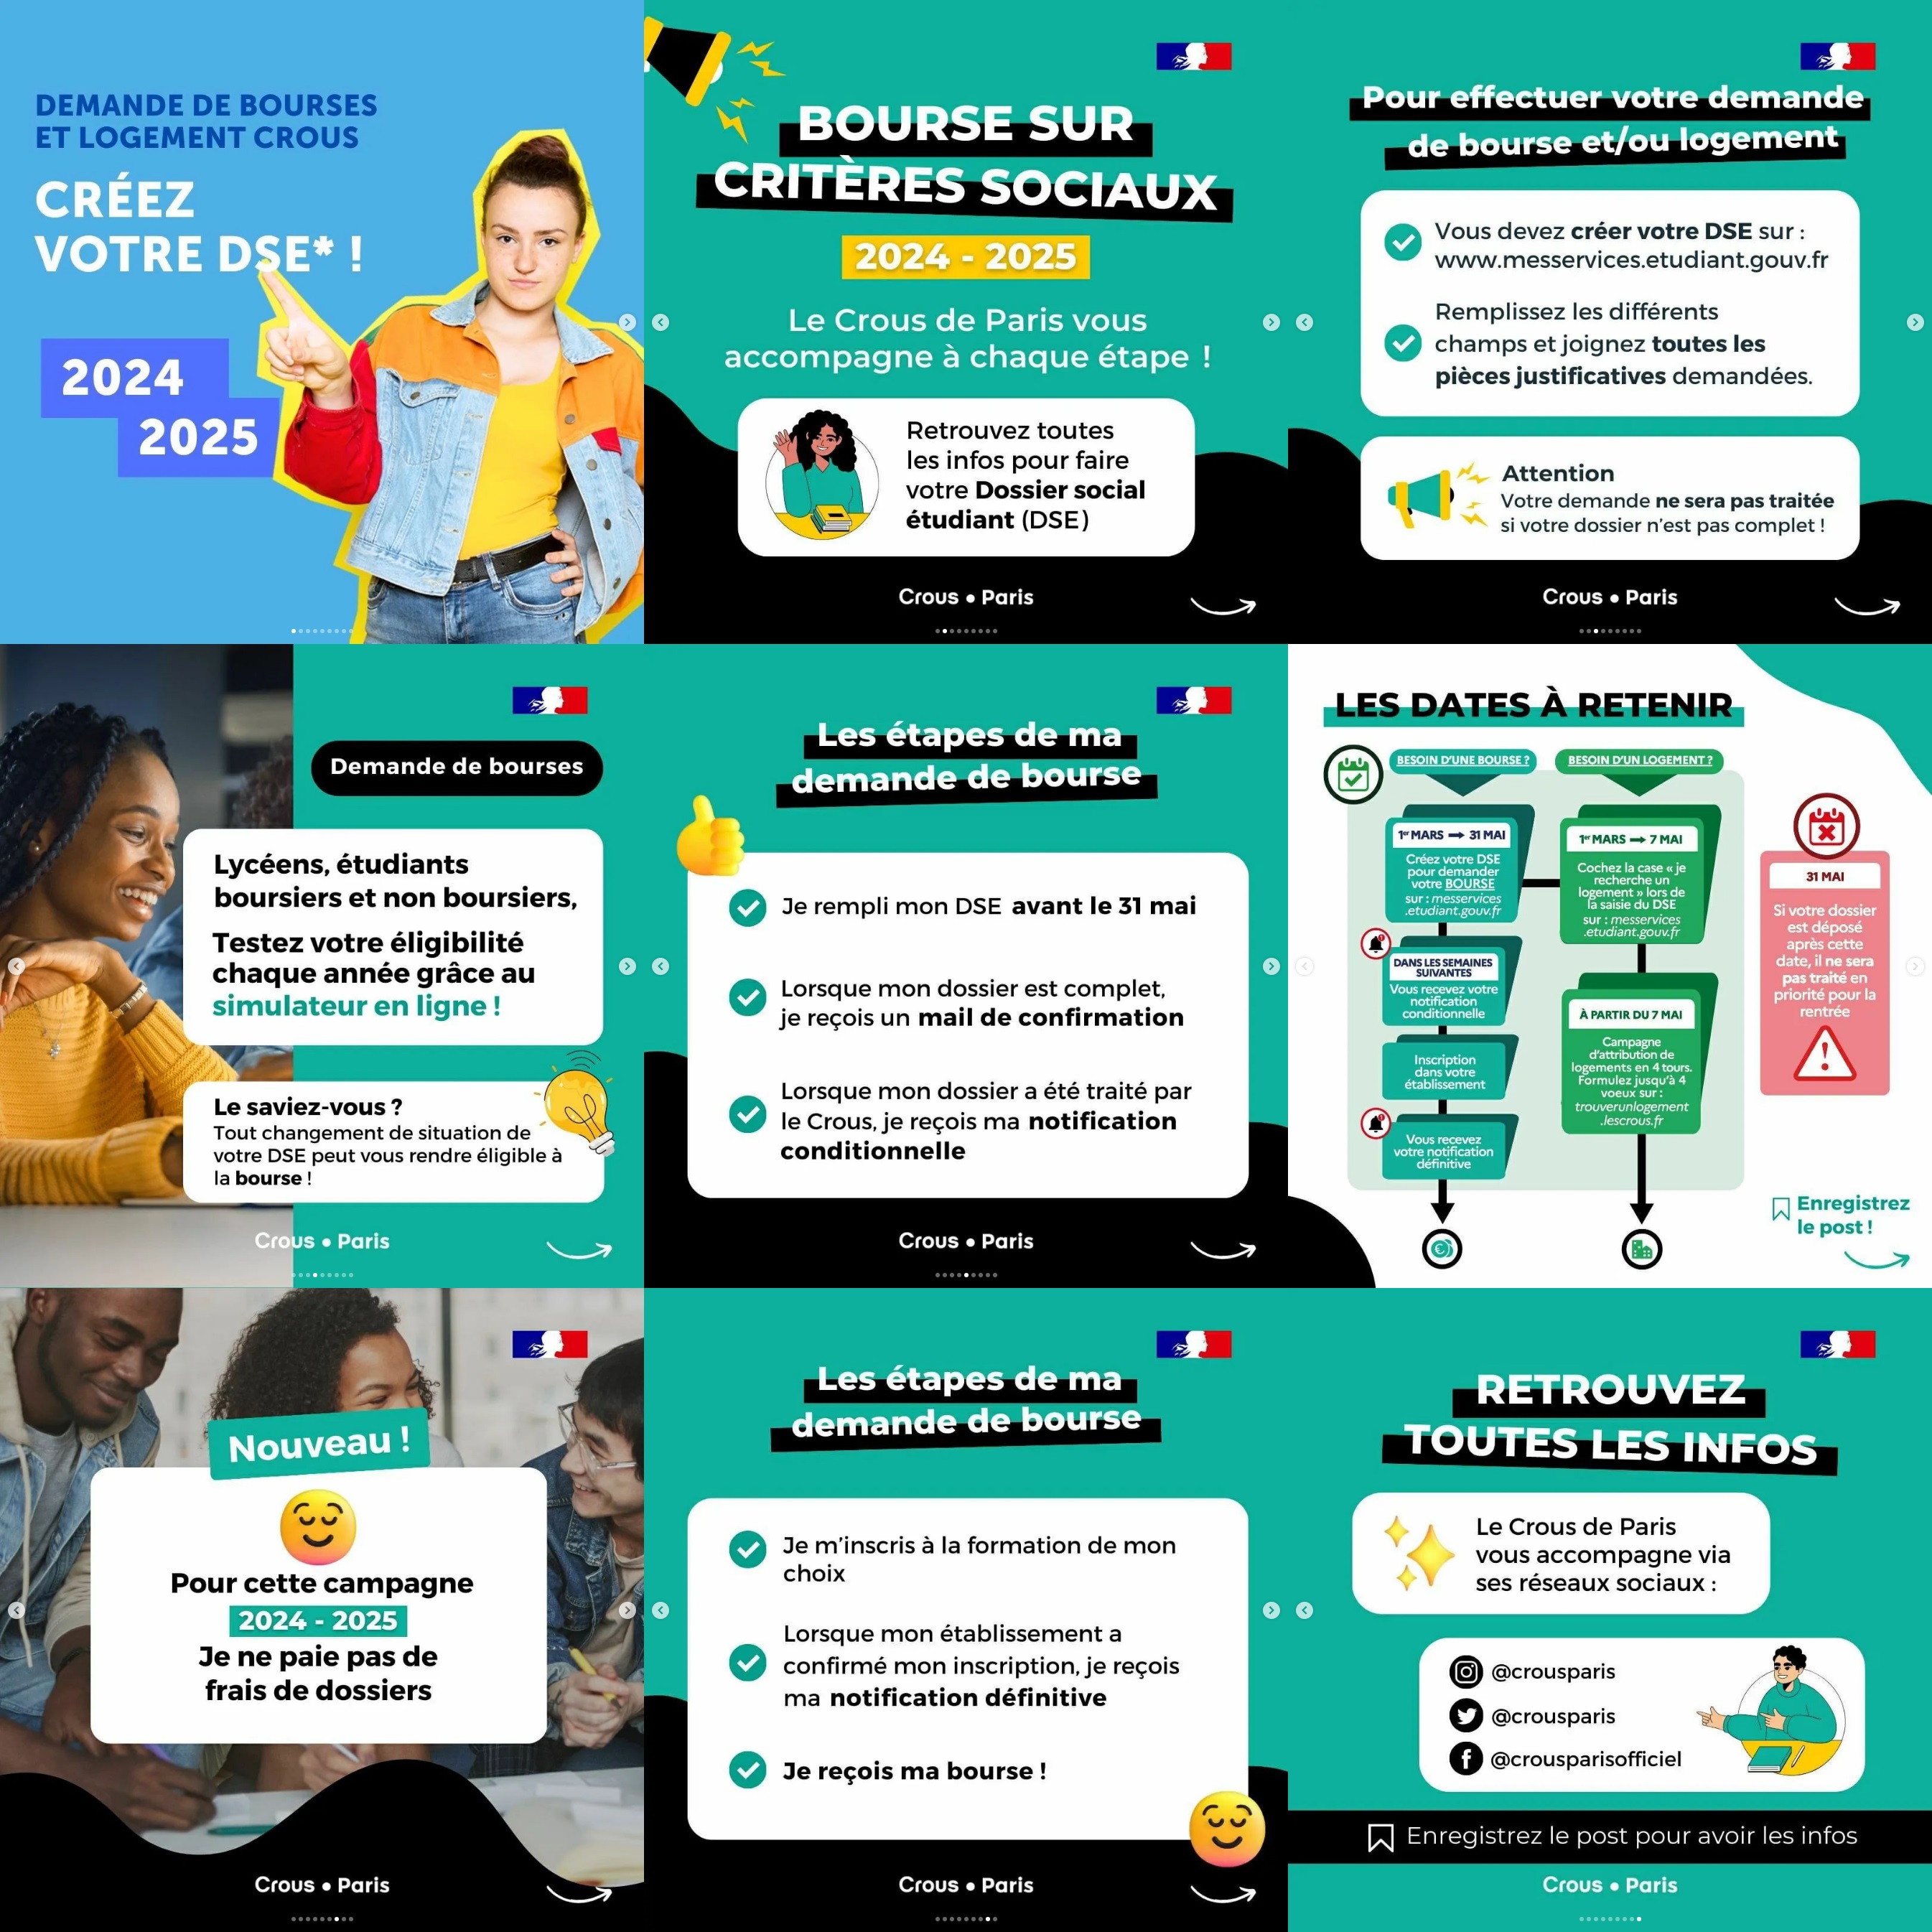 DEMANDE DE BOURSES
ET LOGEMENT CROUS
CRÉEZ
VOTRE DSE* !
2024
2025
BOURSE SUR
CRITÈRES SOCIAUX
2024 - 2025
Le Crous de Paris vous
accompagne à chaque étape !
Retrouvez toutes
les infos pour faire
votre Dossier social
étudiant (DSE)
Crous • Paris
Pour effectuer votre demande
de bourse et/ou logement
Vous devez créer votre DSE sur :
www.messervices.etudiant.gouv.fr
Remplissez les différents
champs et joignez toutes les
pièces justificatives demandées.
Attention
Votre demande ne sera pas traitée
si votre dossier n'est pas complet !
Crous • Paris
Demande de bourses
Lycéens, étudiants
boursiers et non boursiers,
Testez votre éligibilité
chaque année grâce au
simulateur en ligne !
Le saviez-vous ?
Tout changement de situation de
votre DSE peut vous rendre éligible à
la bourse !
Crous • Paris
Les étapes de ma
demande de bourse
Je rempli mon DSE avant le 31 mai
Lorsque mon dossier est complet,
je reçois un mail de confirmation
Lorsque mon dossier a été traité par
le Crous, je reçois ma notification
conditionnelle
Crous • Paris
LES DATES À RETENIR
BESOIN D'UNE BOURSE ?
1er MARS → 31 MAI
Créez votre DSE
pour demander
votre BOURSE
sur : messervices
.etudiant.gouv.fr
DANS LES SEMAINES
SUIVANTES
Vous recevez votre
notification
conditionnelle
Inscription
dans votre
établissement
Vous recevez
votre notification
définitive
BESOIN D'UN LOGEMENT ?
1er MARS → 7 MAI
Cochez la case « je
recherche un
logement » lors de
la saisie du DSE
sur : messervices
.etudiant.gouv.fr
À PARTIR DU 7 MAI
Campagne
d'attribution de
logements en 4 tours.
Formulez jusqu'à 4
voeux sur :
trouverunlogement
.lescrous.fr
31 MAI
Si votre dossier
est déposé
après cette
date, il ne sera
pas traité en
priorité pour la
rentrée
Enregistrez
le post !
Nouveau !
Pour cette campagne
2024 - 2025
Je ne paie pas de
frais de dossiers
Crous • Paris
Les étapes de ma
demande de bourse
Je m'inscris à la formation de mon
choix
Lorsque mon établissement a
confirmé mon inscription, je reçois
ma notification définitive
Je reçois ma bourse !
Crous • Paris
RETROUVEZ
TOUTES LES INFOS
Le Crous de Paris
vous accompagne via
ses réseaux sociaux :
@crousparis
@crousparis
@crousparisofficiel
Enregistrez le post pour avoir les infos
Crous • Paris